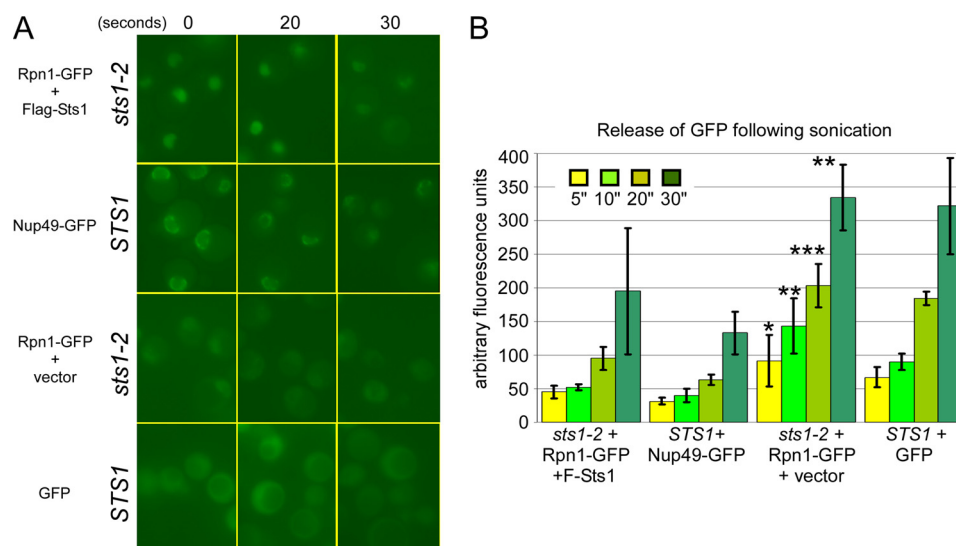 A
(seconds) 0 20 30
Rpn1-GFP
+
Flag-Sts1
sts1-2
Nup49-GFP
STS1
Rpn1-GFP
+
vector
sts1-2
GFP
STS1
B
Release of GFP following sonication
arbitrary fluorescence units
400
350
300
250
200
150
100
50
0
5" 10" 20" 30"
*
**
***
**
sts1-2 +
Rpn1-GFP
+F-Sts1
STS1+
Nup49-GFP
sts1-2 +
Rpn1-GFP
+ vector
STS1 +
GFP